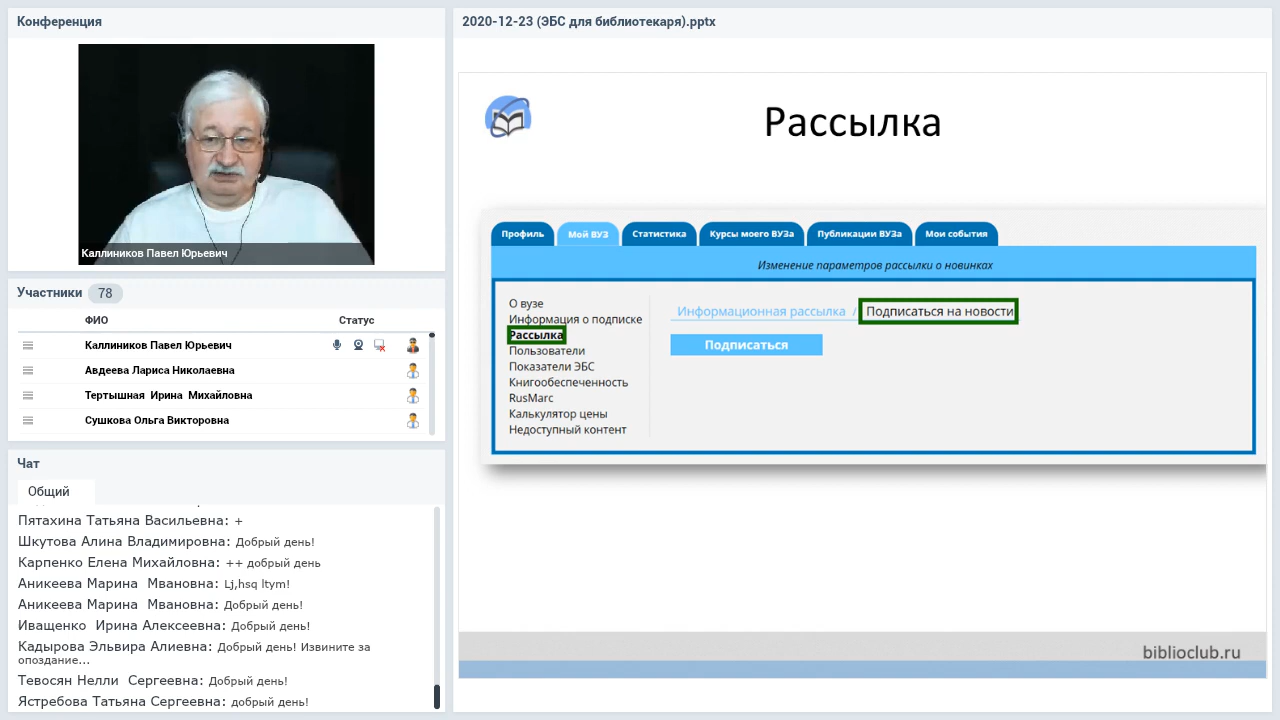 Конференция
Каллиников Павел Юрьевич
Участники 78
ФИО Статус
Каллиников Павел Юрьевич
Авдеева Лариса Николаевна
Тертышная Ирина Михайловна
Сушкова Ольга Викторовна
Чат
Общий
Пятахина Татьяна Васильевна: +
Шкутова Алина Владимировна: Добрый день!
Карпенко Елена Михайловна: ++ добрый день
Аникеева Марина Мвановна: Lj,hsq ltym!
Аникеева Марина Мвановна: Добрый день!
Иващенко Ирина Алексеевна: Добрый день!
Кадырова Эльвира Алиевна: Добрый день! Извините за
опоздание...
Тевосян Нелли Сергеевна: Добрый день!
Ястребова Татьяна Сергеевна: добрый день!
2020-12-23 (ЭБС для библиотекаря).pptx
Рассылка
Профиль Мой ВУЗ Статистика Курсы моего ВУЗа Публикации ВУЗа Мои события
Изменение параметров рассылки о новинках
О вузе
Информация о подписке
Рассылка
Пользователи
Показатели ЭБС
Книгообеспеченность
RusMarc
Калькулятор цены
Недоступный контент
Информационная рассылка / Подписаться на новости
Подписаться
biblioclub.ru